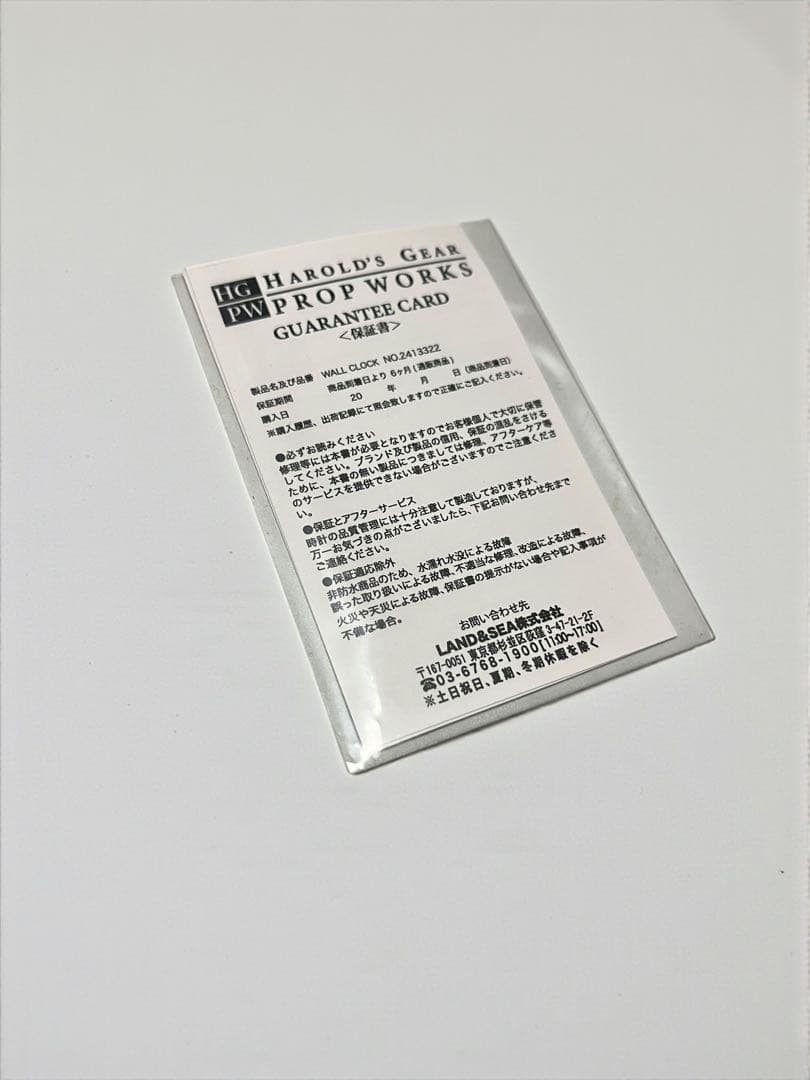 HG HAROLD'S GEAR
PW PROP WORKS
GUARANTEE CARD
<保証書>
製品名及び品番 WALL CLOCK NO.2413322
保証期間 商品到着日より 6ヶ月(通販商品)
購入日 20 年 月 日(商品到着日)
※購入履歴、出荷記録にて照会致しますので正確にご記入ください。
●必ずお読みください
修理等には本書が必要となりますのでお客様個人で大切に保管
してください。ブランド及び製品の信用、保証の混乱をさける
ために、本書の無い製品につきましては修理、アフターケア等
のサービスを提供できない場合がございますのでご注意くださ
い。
●保証とアフターサービス
時計の品質管理には十分注意して製造しておりますが、
万一お気づきの点がございましたら、下記お問い合わせ先まで
ご連絡ください。
●保証適応除外
非防水商品のため、水濡れ水没による故障
誤った取り扱いによる故障、不適当な修理、改造による故障、
火災や天災による故障、保証書の提示がない場合や記入事項が
不備な場合。
お問い合わせ先
LAND&SEA株式会社
〒167-0051 東京都杉並区荻窪 3-47-21-2F
☎03-6768-1900[11:00~17:00]
※土日祝日、夏期、冬期休暇を除く